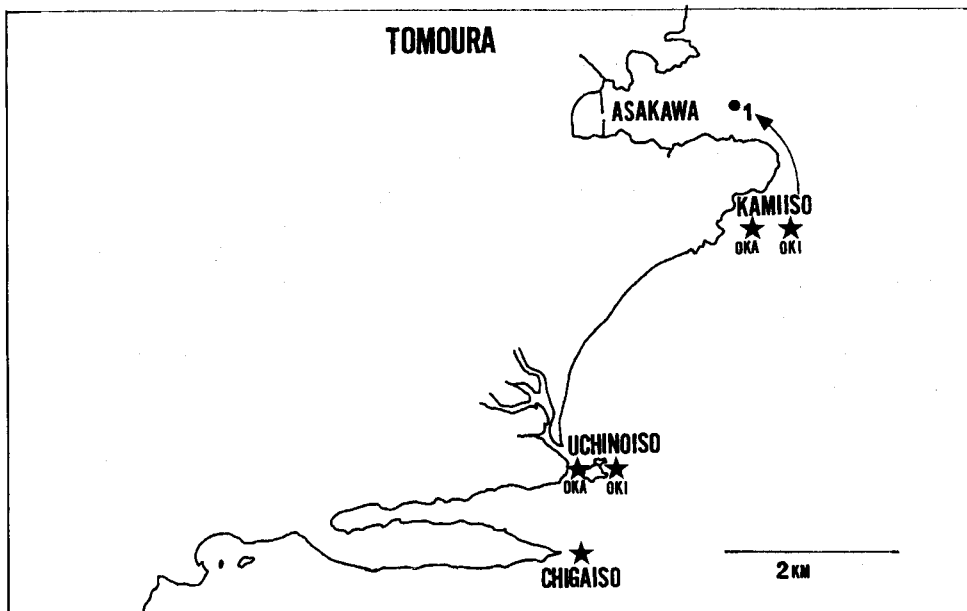 TOMOURA
ASAKAWA
1
KAMIISO
OKA OKI
UCHINOISO
OKA OKI
CHIGAISO
2 KM